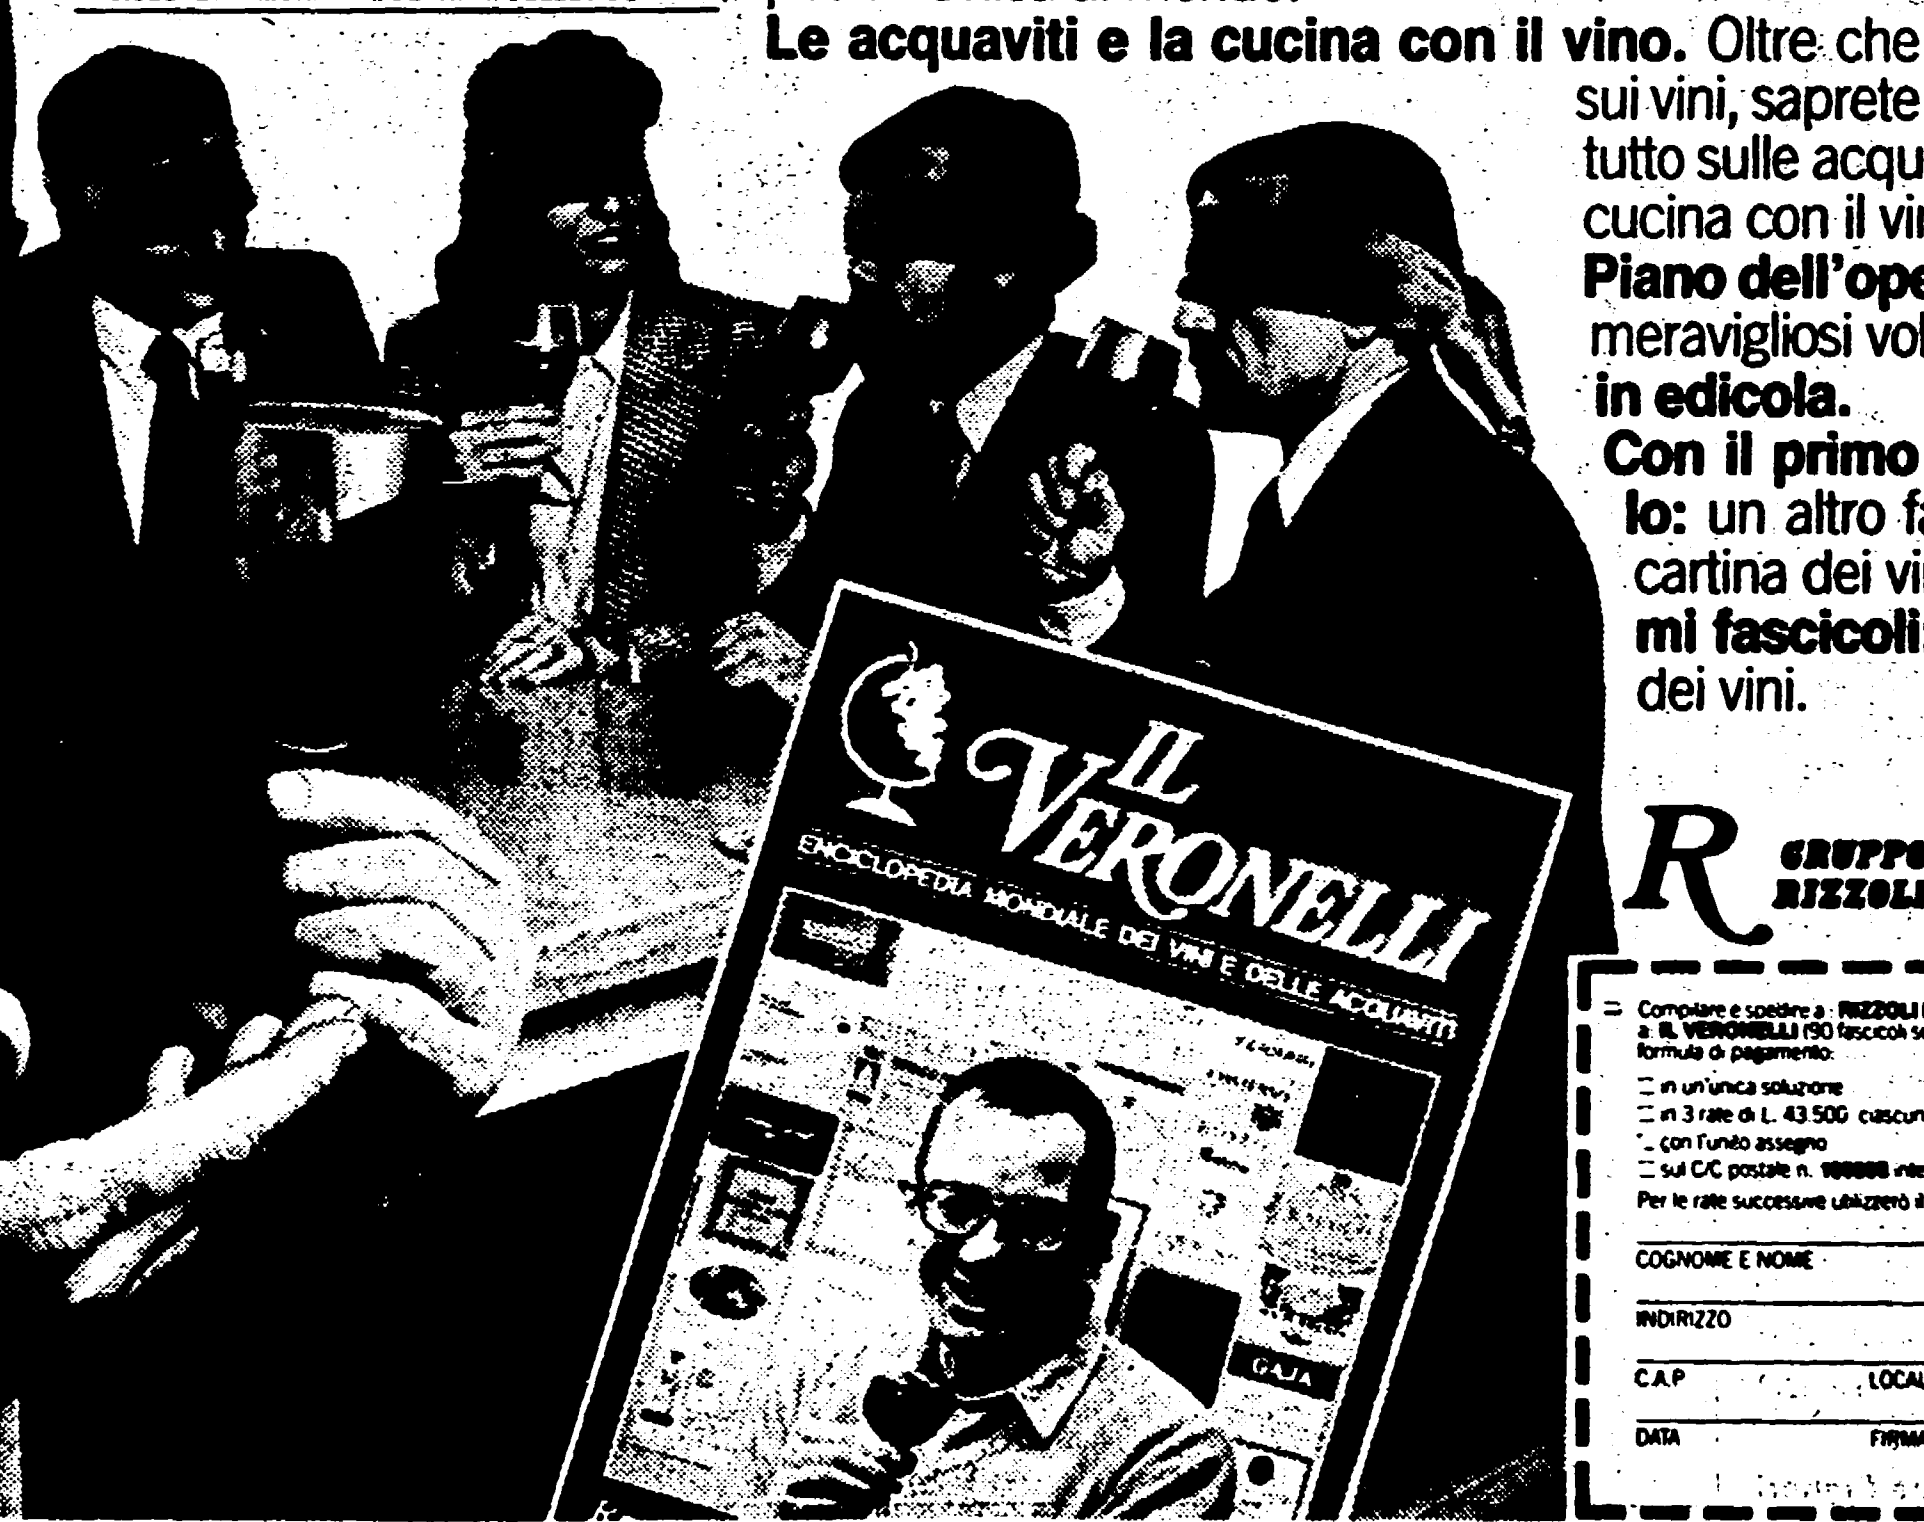 Le acquaviti e la cucina con il vino. Oltre che
sui vini, saprete
tutto sulle acqu
cucina con il vi
Piano dell'ope
meravigliosi vol
in edicola.
Con il primo
lo: un altro fa
cartina dei vi
mi fascicoli:
dei vini.
IL
VERONELLI
ENCICLOPEDIA MONDIALE DEI VINI E DELLE ACQUAVITI
GAJA
R GRUPPO
RIZZOLI
Compilare e spedire a: RIZZOLI
a: IL VERONELLI (90 fascicoli
formula di pagamento:
in un'unica soluzione
in 3 rate di L. 43.500 ciascun
con l'unito assegno
sul C/C postale n.
Per le rate successive utilizzerò
COGNOME E NOME
INDIRIZZO
C.A.P. LOCAL
DATA FIRMA